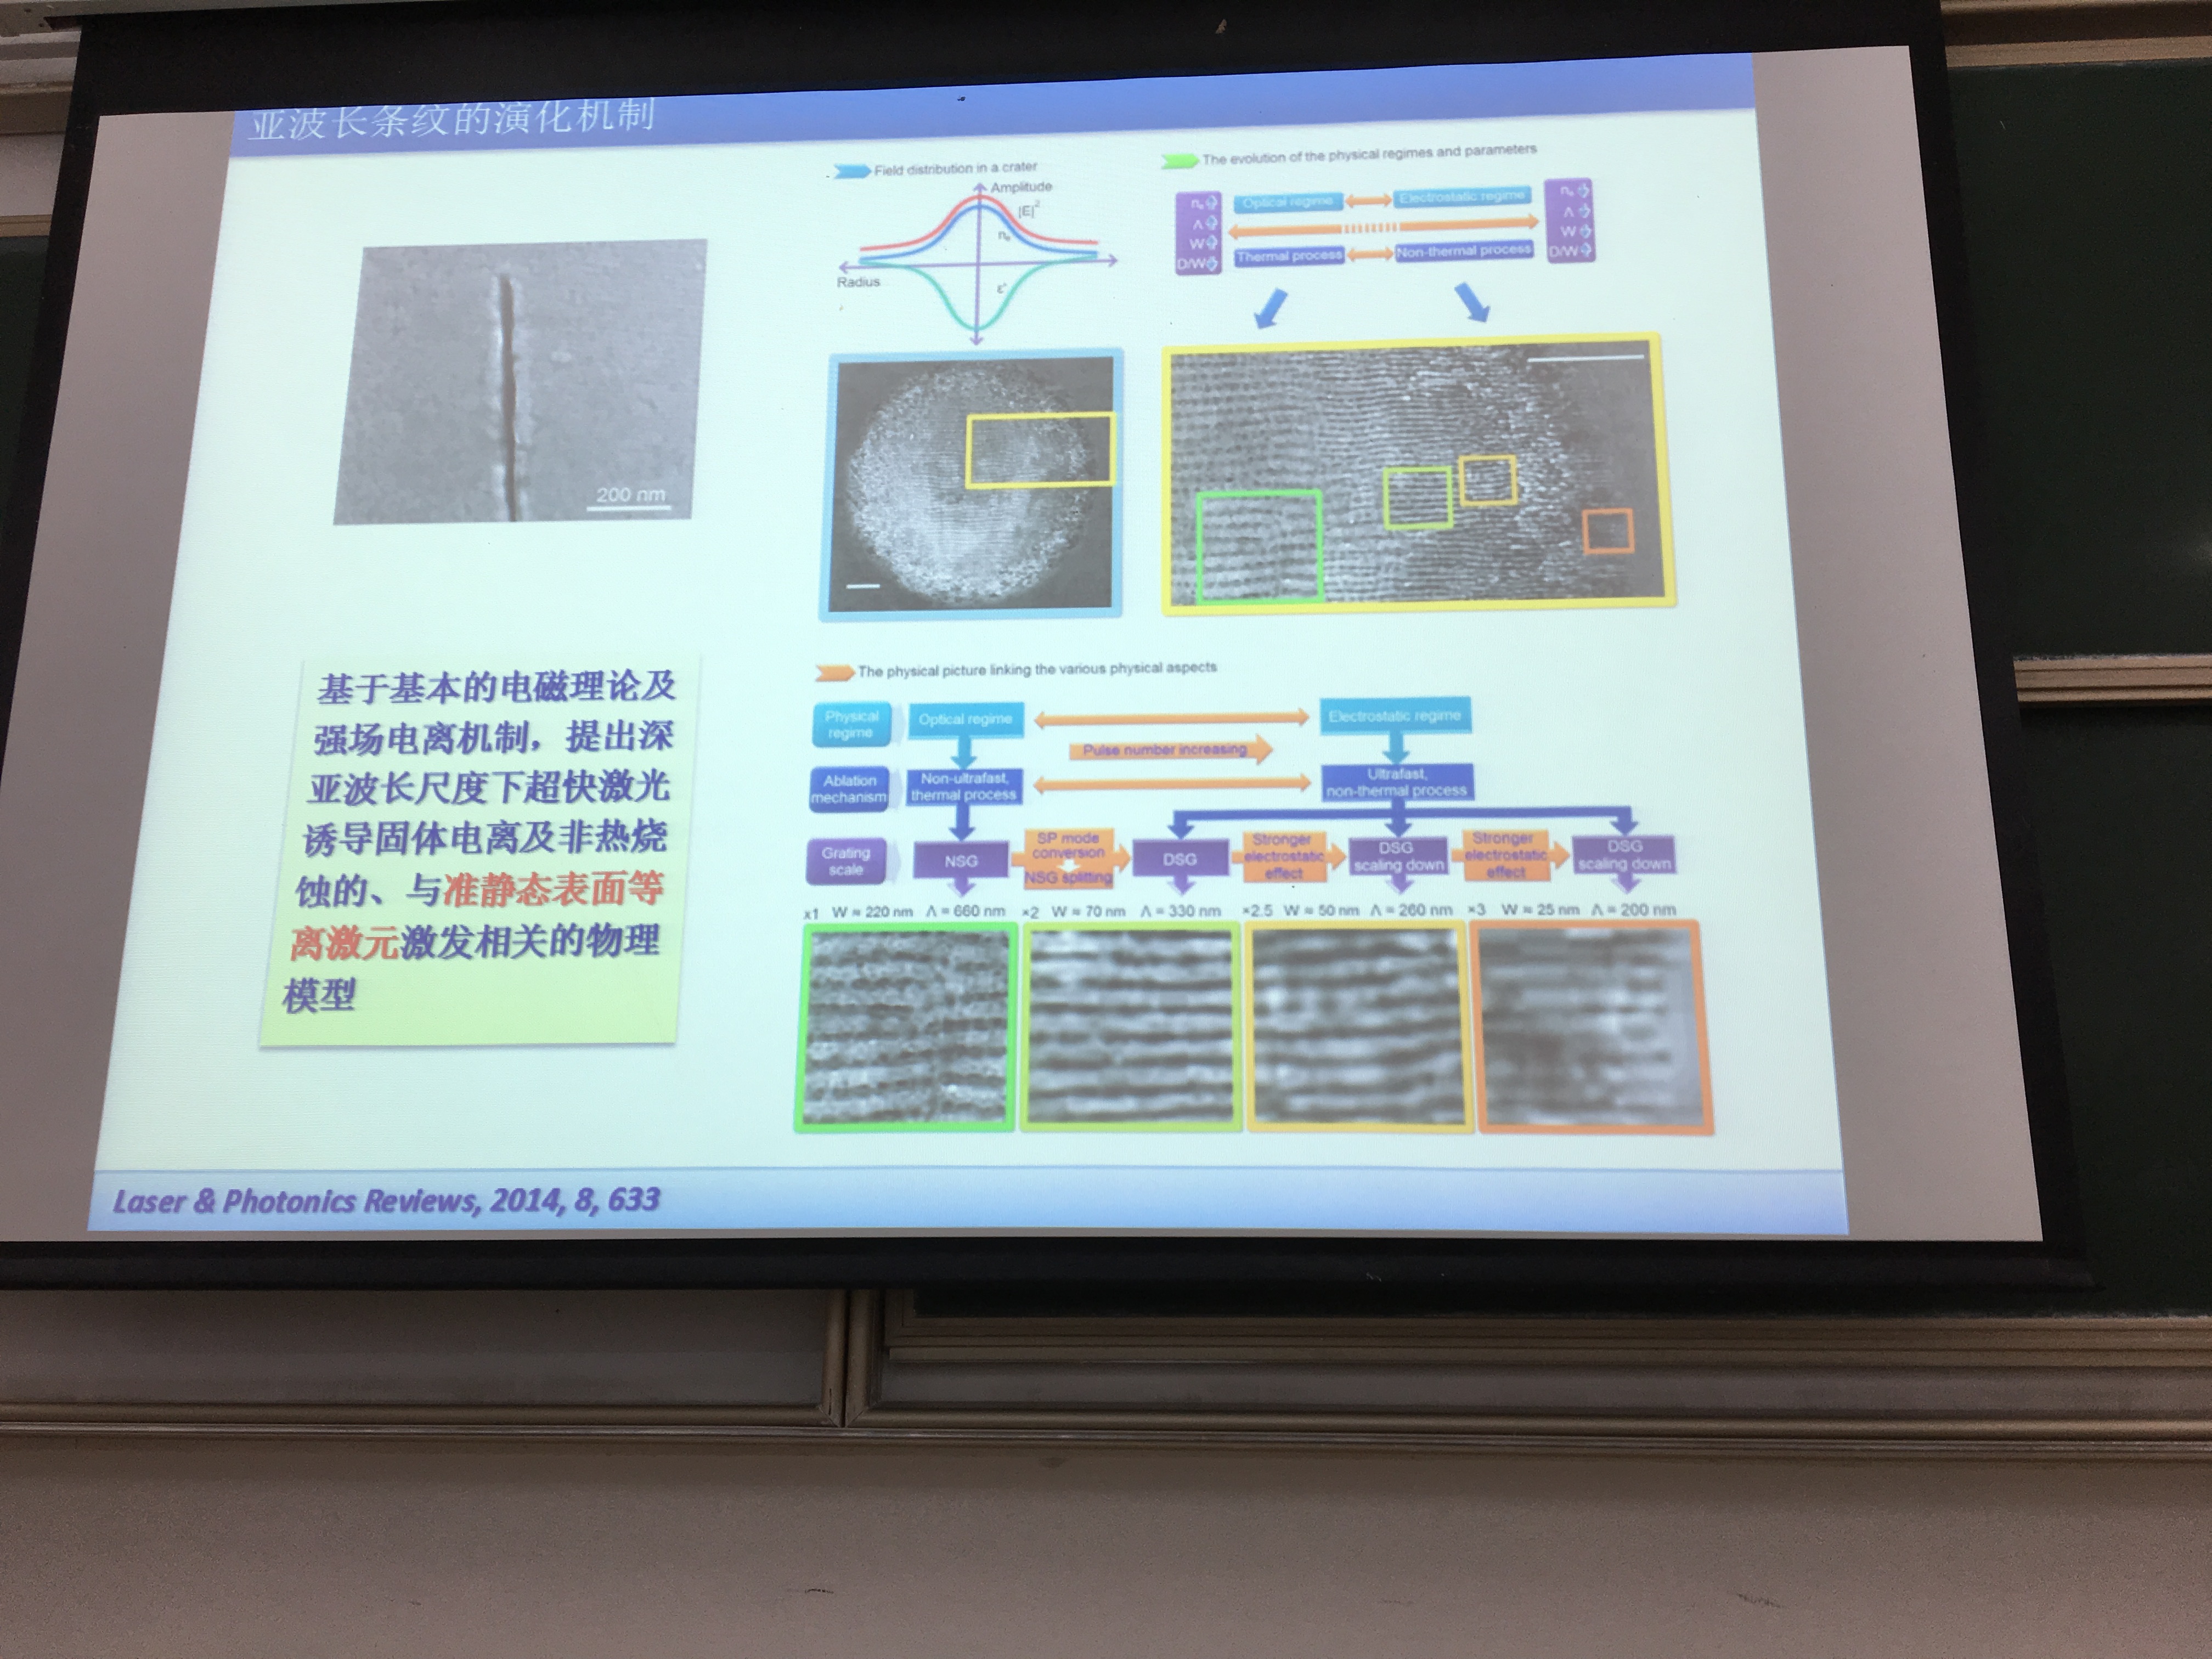 亚波长条纹的演化机制
200 nm
基于基本的电磁理论及
强场电离机制，提出深
亚波长尺度下超快激光
诱导固体电离及非热烧
蚀的、与准静态表面等
离激元激发相关的物理
模型
Field distribution in a crater
Amplitude
|E|²
nₑ
Radius
ε'
The evolution of the physical regimes and parameters
nₑ
Λ
W
D/W
Optical regime
Electrostatic regime
Thermal process
Non-thermal process
nₑ
Λ
W
D/W
The physical picture linking the various physical aspects
Physical
regime
Optical regime
Electrostatic regime
Pulse number increasing
Ablation
mechanism
Non-ultrafast,
thermal process
Ultrafast,
non-thermal process
Grating
scale
NSG
SP mode
conversion
NSG splitting
DSG
Stronger
electrostatic
effect
DSG
scaling down
Stronger
electrostatic
effect
DSG
scaling down
x1 W ≈ 220 nm Λ = 660 nm
×2 W ≈ 70 nm Λ = 330 nm
×2.5 W ≈ 50 nm Λ = 260 nm
×3 W ≈ 25 nm Λ = 200 nm
Laser & Photonics Reviews, 2014, 8, 633